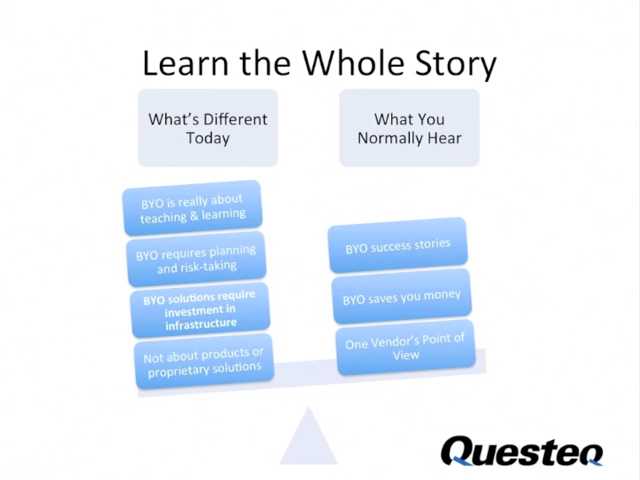 Learn the Whole Story
What's Different
Today
What You
Normally Hear
BYO is really about
teaching & learning
BYO requires planning
and risk-taking
BYO solutions require
investment in
infrastructure
Not about products or
proprietary solutions
BYO success stories
BYO saves you money
One Vendor's Point of
View
Questeq